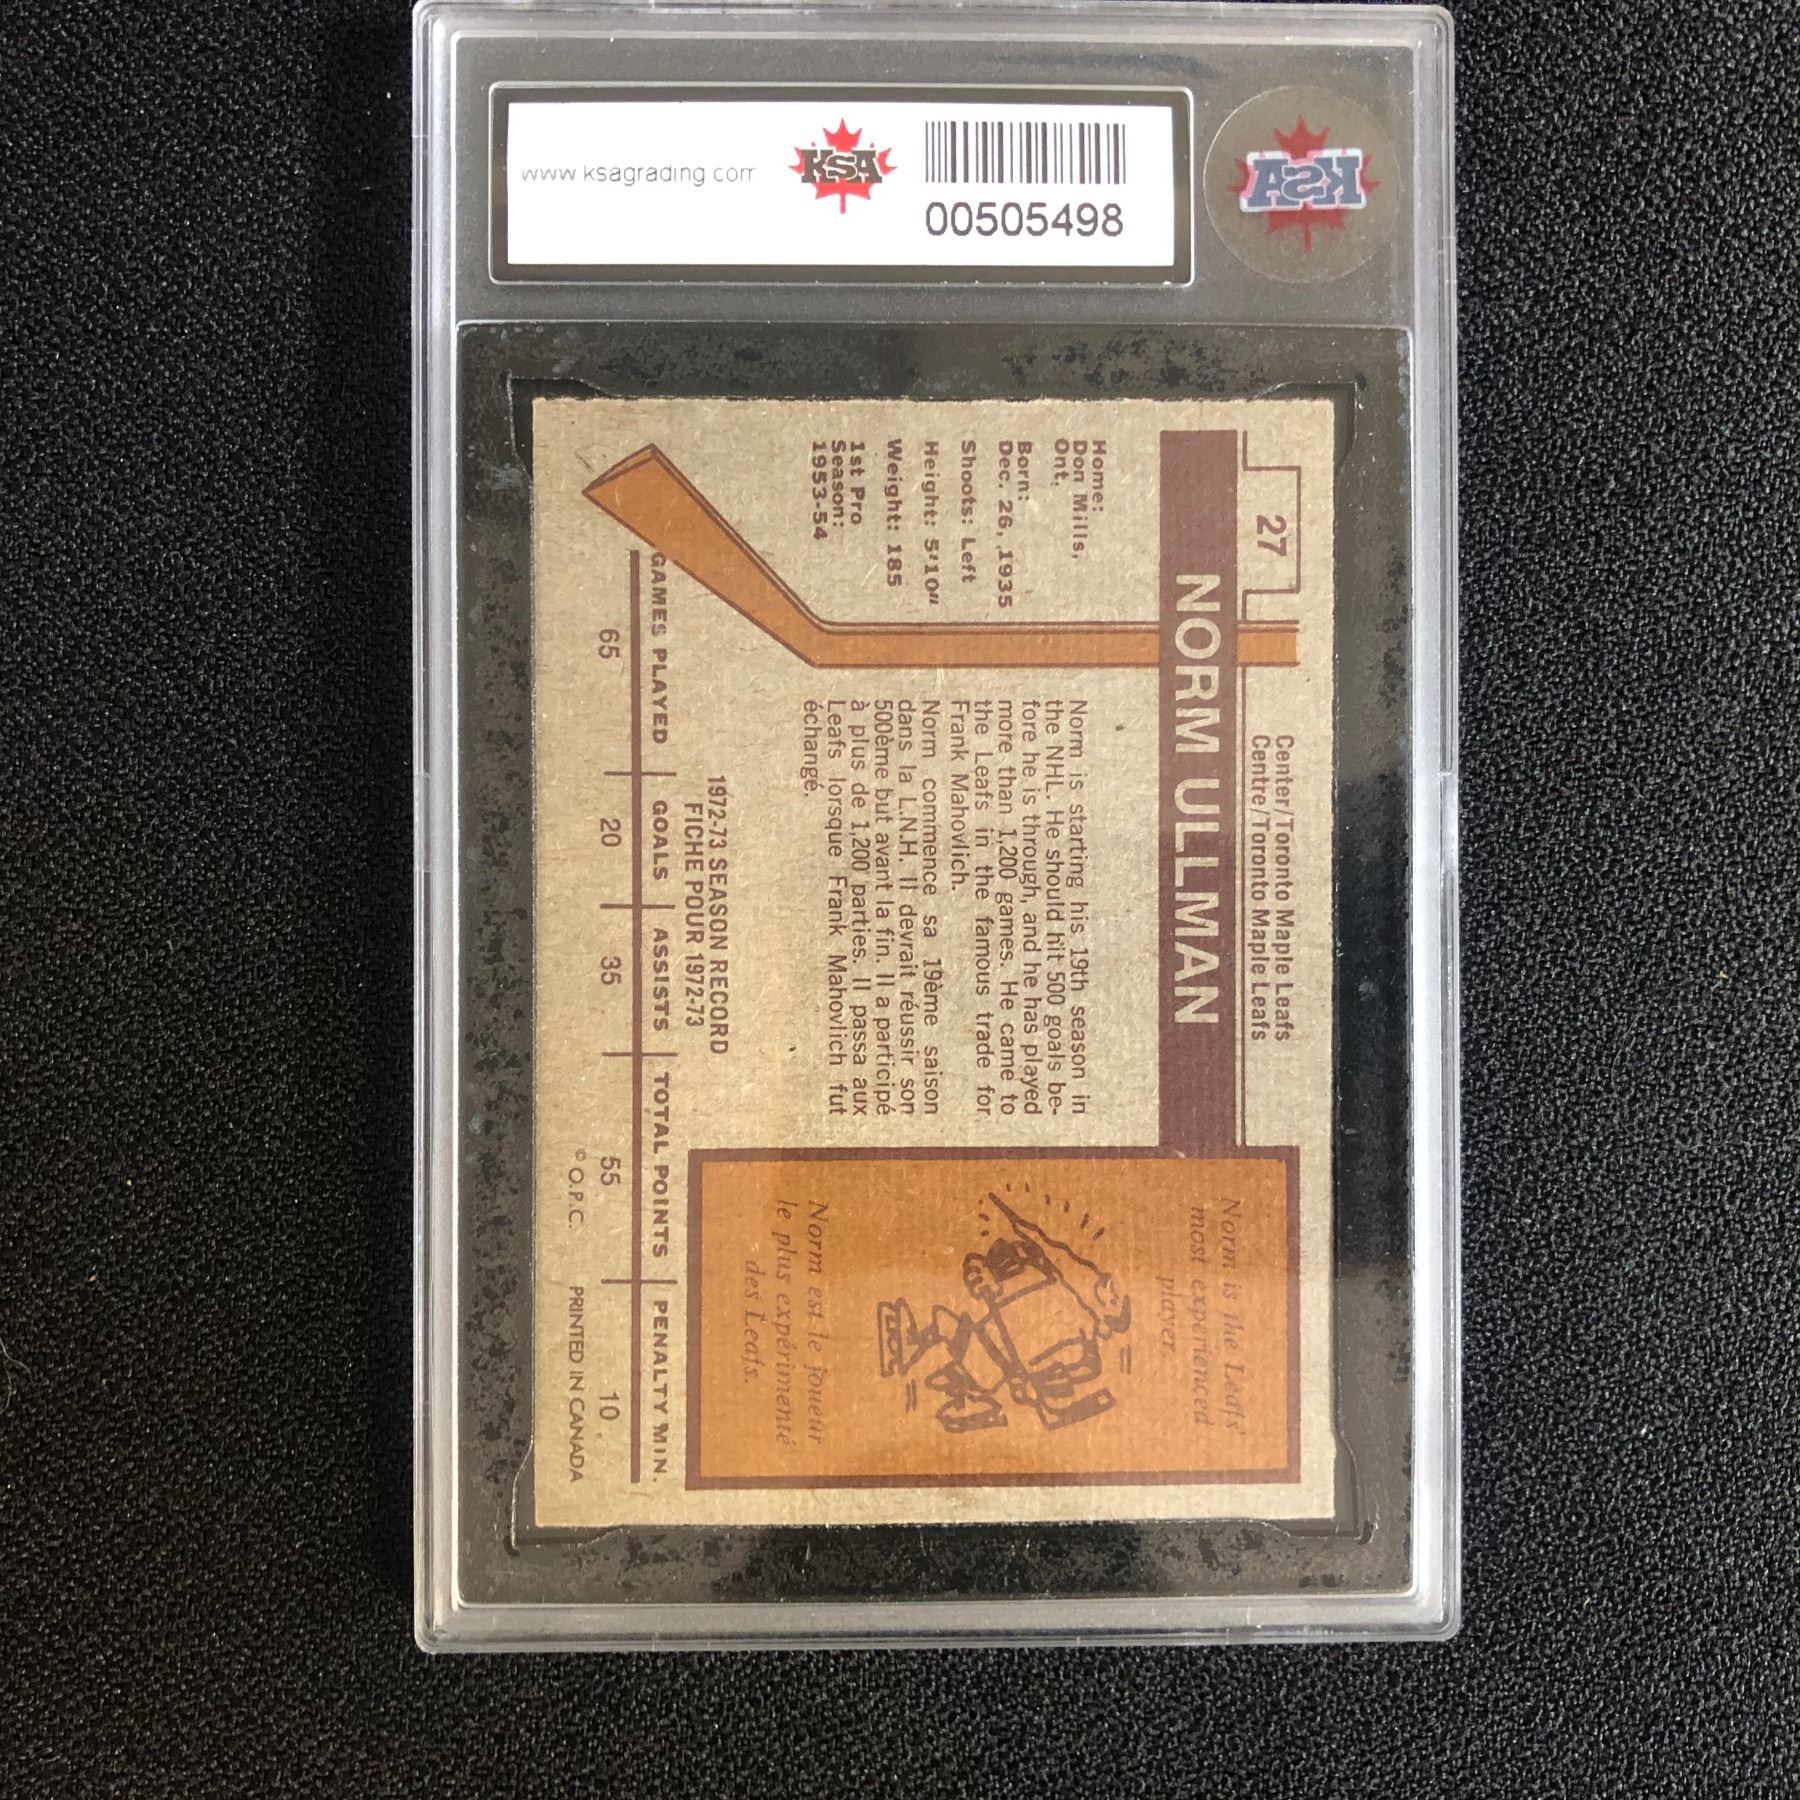 www.ksagrading.com
KSA
00505498
KSA
27
Center/Toronto Maple Leafs
Centre/Toronto Maple Leafs
NORM ULLMAN
Home:
Don Mills,
Ont.
Born:
Dec. 26, 1935
Shoots: Left
Height: 5'10"
Weight: 185
1st Pro
Season:
1953-54
Norm is starting his 19th season in
the NHL. He should hit 500 goals be-
fore he is through, and he has played
more than 1,200 games. He came to
the Leafs in the famous trade for
Frank Mahovlich.
Norm commence sa 19ème saison
dans la L.N.H. Il devrait réussir son
500ème but avant la fin. Il a participé
à plus de 1,200 parties. Il passa aux
Leafs lorsque Frank Mahovlich fut
échangé.
Norm is the Leafs'
most experienced
player...
Norm est le joueur
le plus expérimenté
des Leafs.
1972-73 SEASON RECORD
FICHE POUR 1972-73
GAMES PLAYED GOALS ASSISTS TOTAL POINTS PENALTY MIN.
65 20 35 55 10
© O.P.C. PRINTED IN CANADA